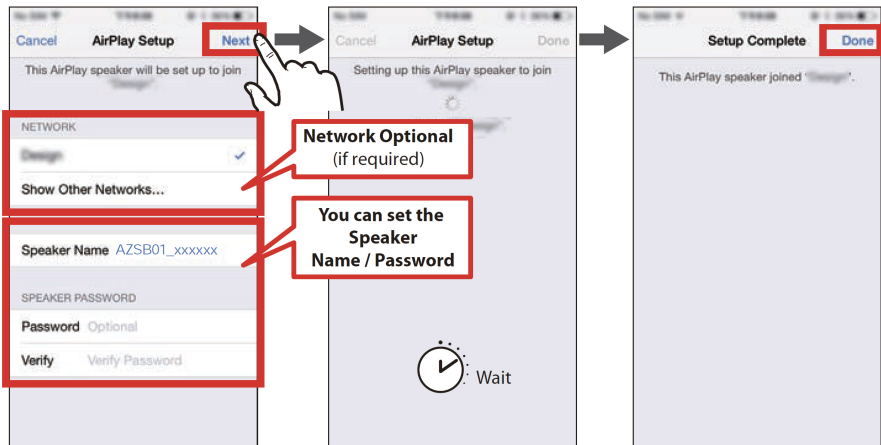 Cancel AirPlay Setup Next
This AirPlay speaker will be set up to join
NETWORK
Show Other Networks...
Speaker Name AZSB01_xxxxxx
SPEAKER PASSWORD
Password Optional
Verify Verify Password
Cancel AirPlay Setup Done
Setting up this AirPlay speaker to join
Network Optional
(if required)
You can set the
Speaker
Name / Password
Wait
Setup Complete Done
This AirPlay speaker joined